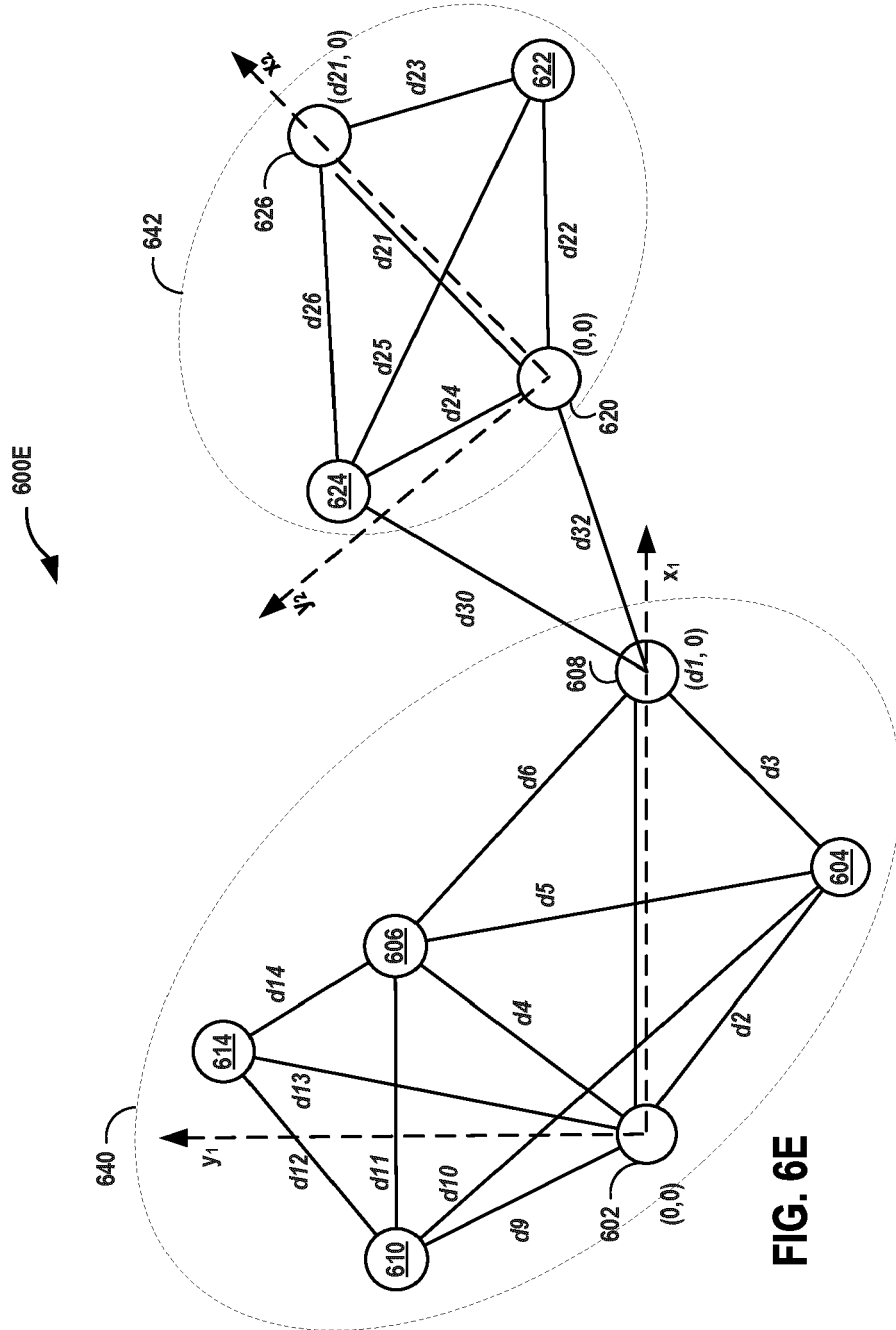 600E
642
x2
(d21, 0)
626
d23
622
d26
d21
d25
d22
d24
624
(0,0)
620
y2
d30
d32
x1
640
y1
608
(d1, 0)
614
d14
606
d6
d13
d12
d5
d4
d3
d11
d10
604
610
d9
d2
602
(0,0)
FIG. 6E